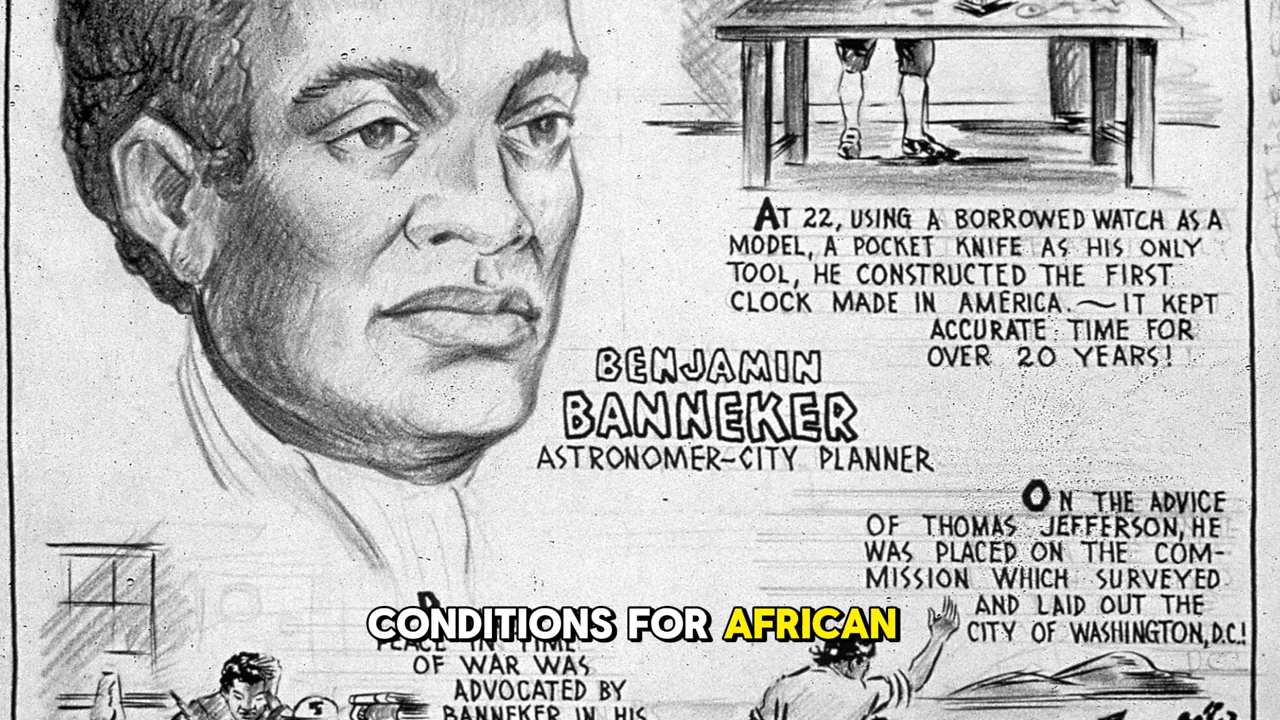 AT 22, USING A BORROWED WATCH AS A
MODEL, A POCKET KNIFE AS HIS ONLY
TOOL, HE CONSTRUCTED THE FIRST
CLOCK MADE IN AMERICA.~IT KEPT
ACCURATE TIME FOR
OVER 20 YEARS!
BENJAMIN
BANNEKER
ASTRONOMER-CITY PLANNER
ON THE ADVICE
OF THOMAS JEFFERSON, HE
WAS PLACED ON THE COM-
MISSION WHICH SURVEYED
AND LAID OUT THE
CITY OF WASHINGTON, D.C.!
CONDITIONS FOR AFRICAN
PEACE IN TIME
OF WAR WAS
ADVOCATED BY
BANNEKER IN HIS